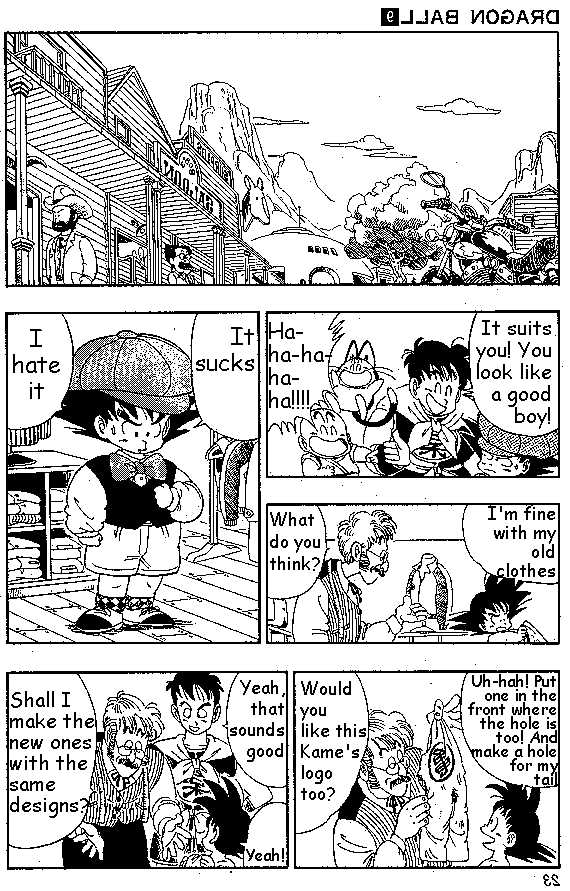 DRAGON BALL 9
I
hate
it
It
sucks
Ha-
ha-ha-
ha-
ha!!!!
It suits
you! You
look like
a good
boy!
What
do you
think?
I'm fine
with my
old
clothes
Shall I
make the
new ones
with the
same
designs?
Yeah,
that
sounds
good
Yeah!
Would
you
like this
Kame's
logo
too?
Uh-hah! Put
one in the
front where
the hole is
too! And
make a hole
for my
tail
23